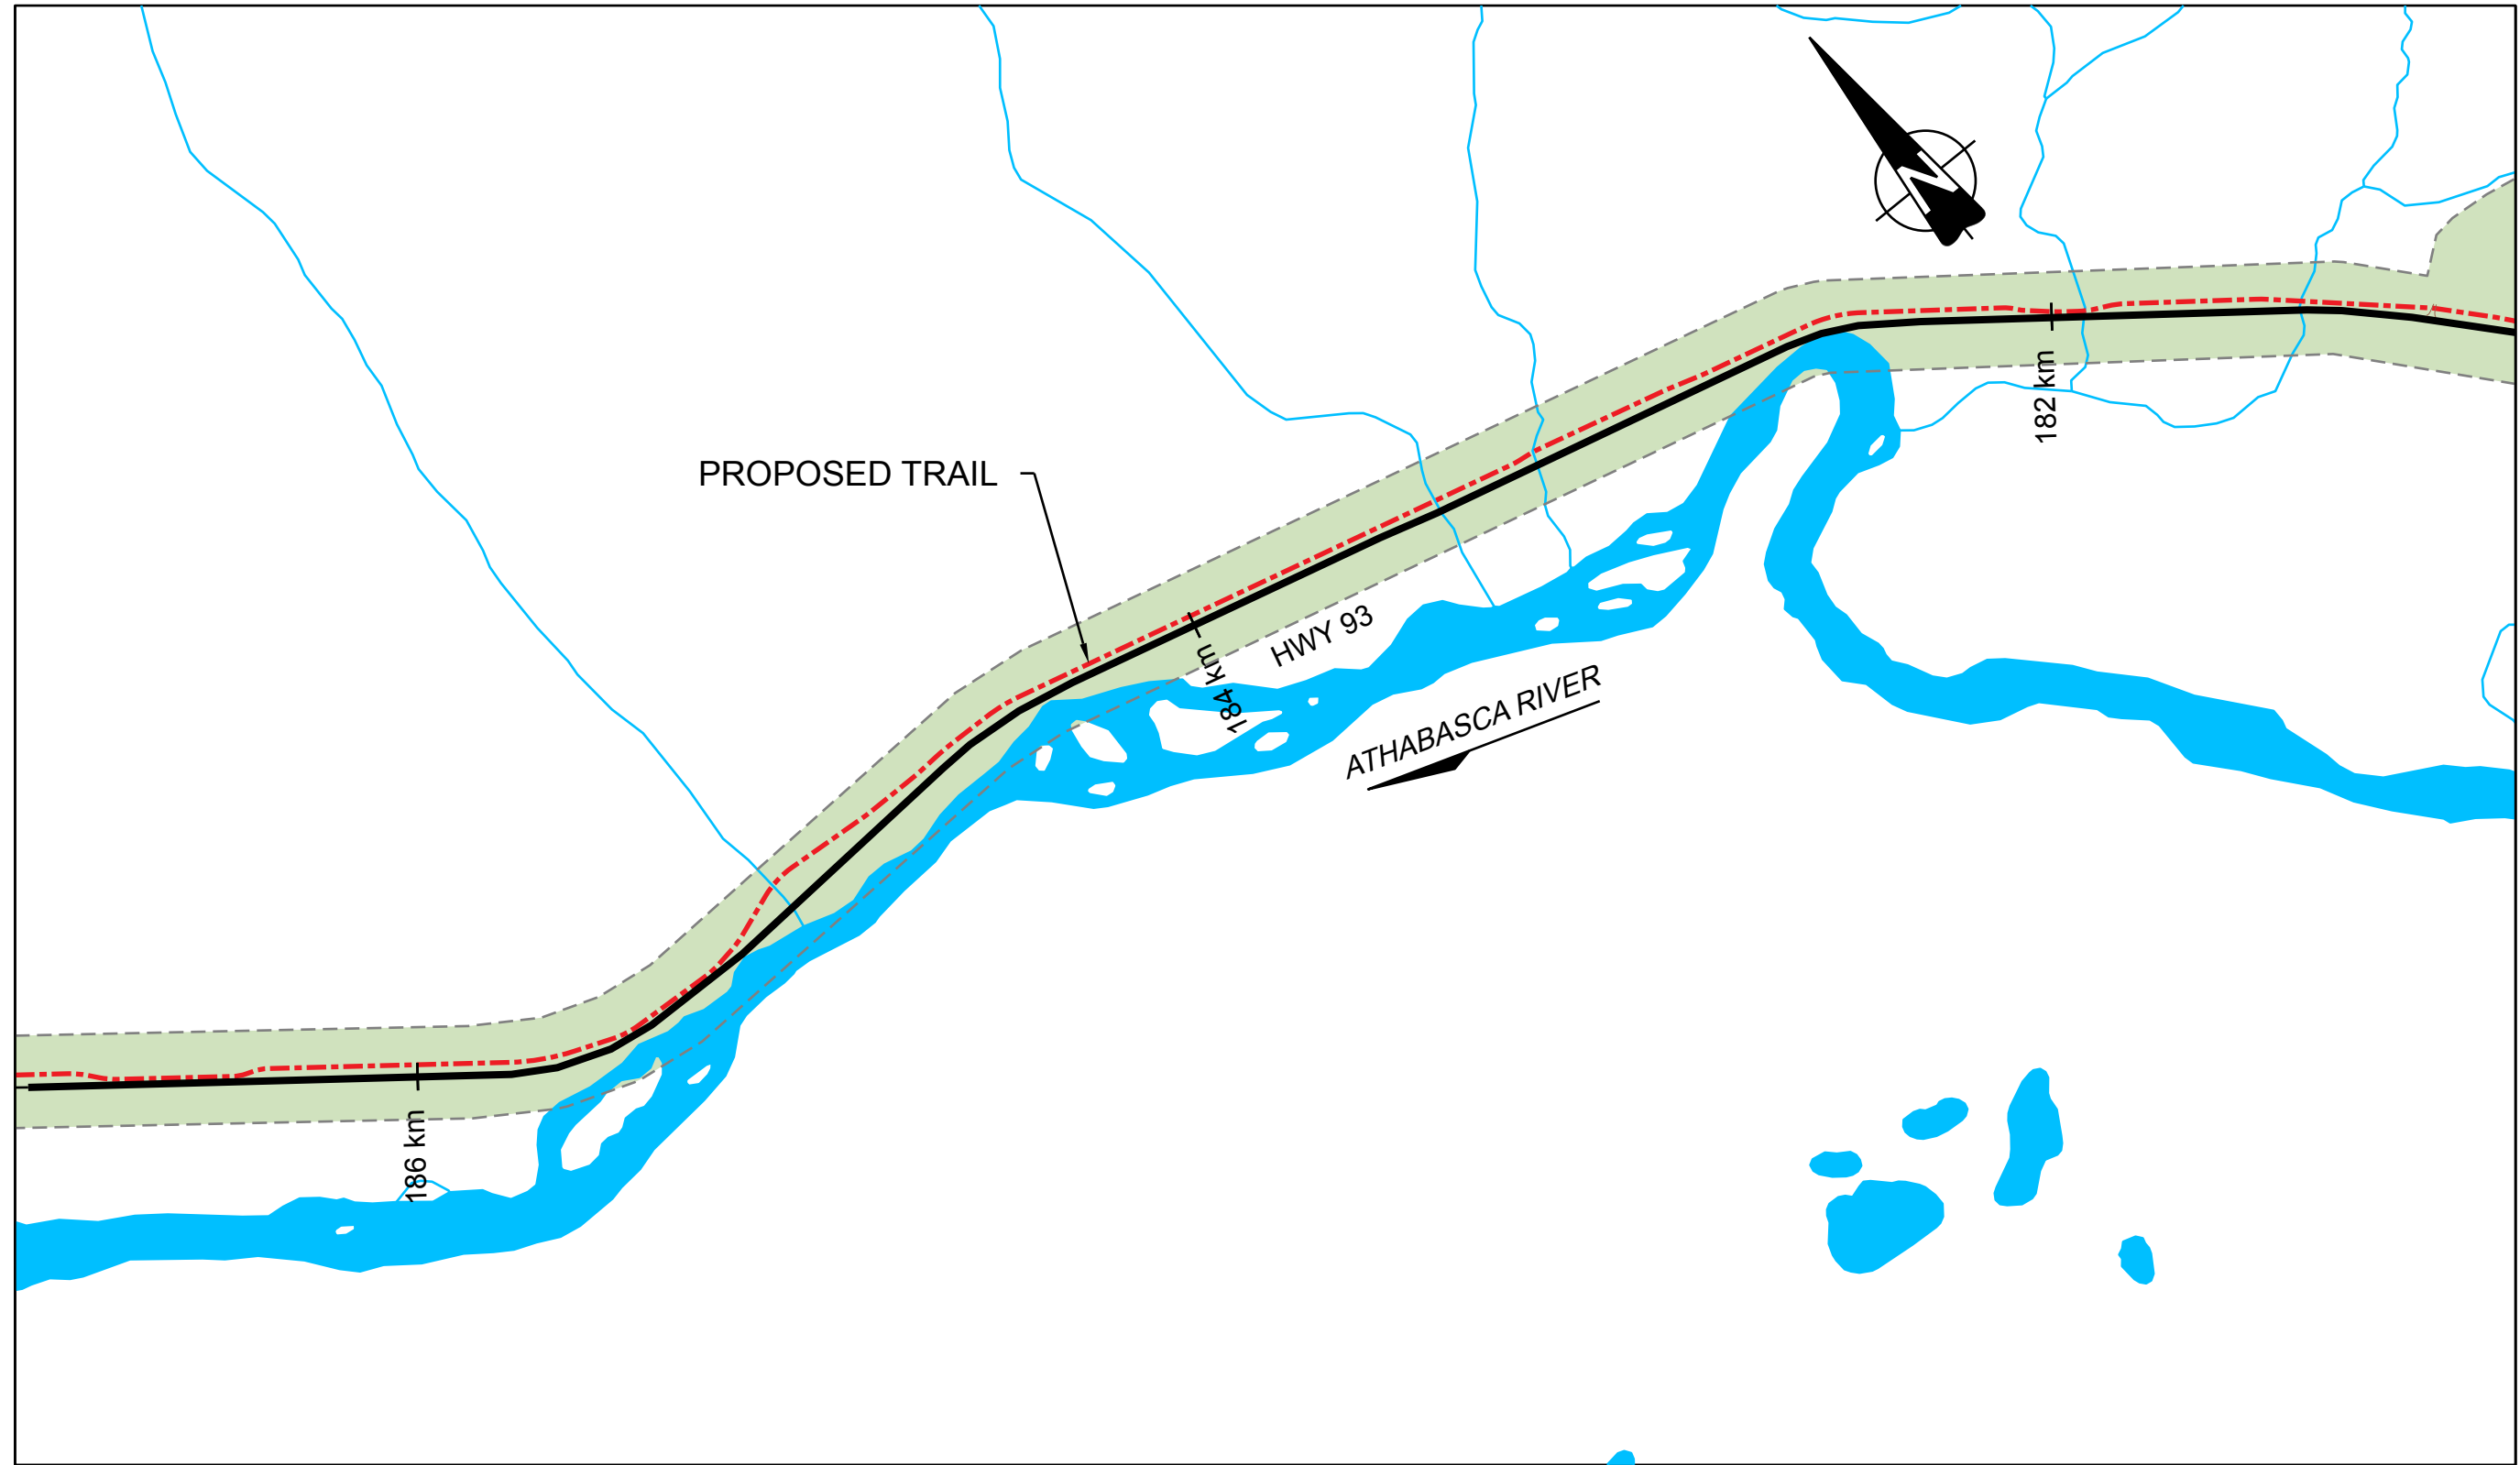 N
182 km
PROPOSED TRAIL
HWY 93
184 km
ATHABASCA RIVER
186 km